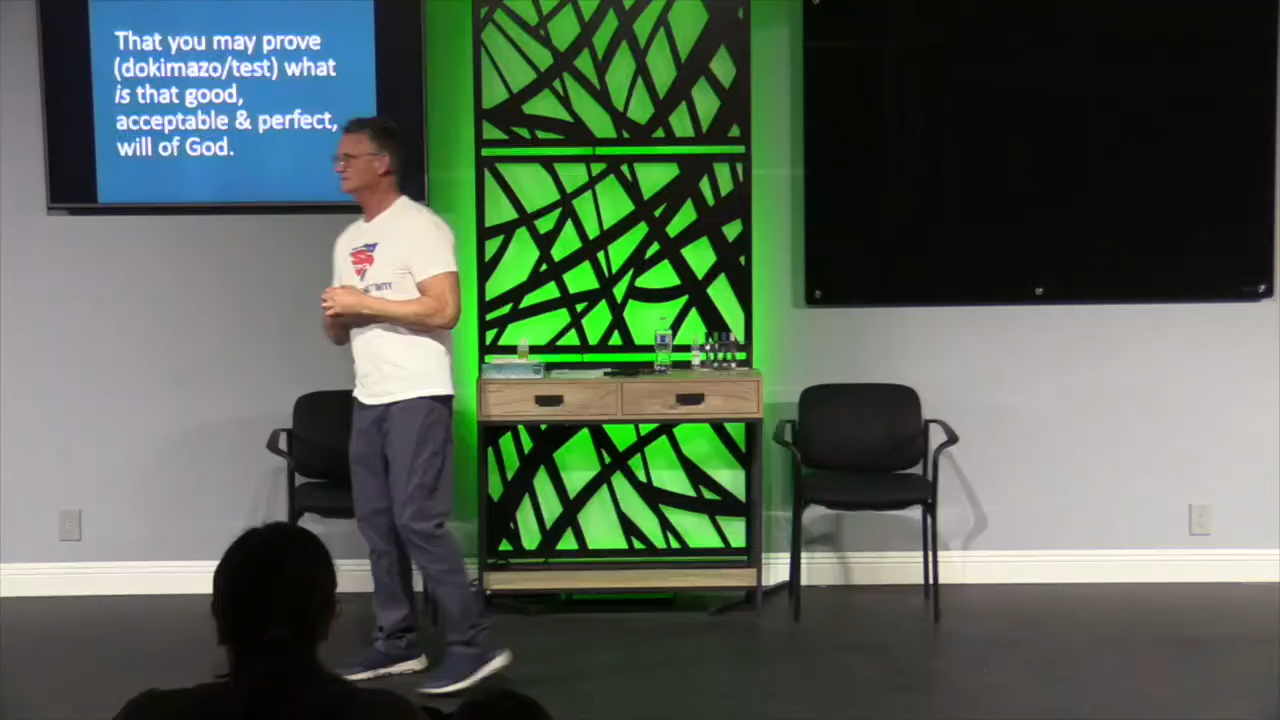 That you may prove
(dokimazo/test) what
is that good,
acceptable & perfect,
will of God.